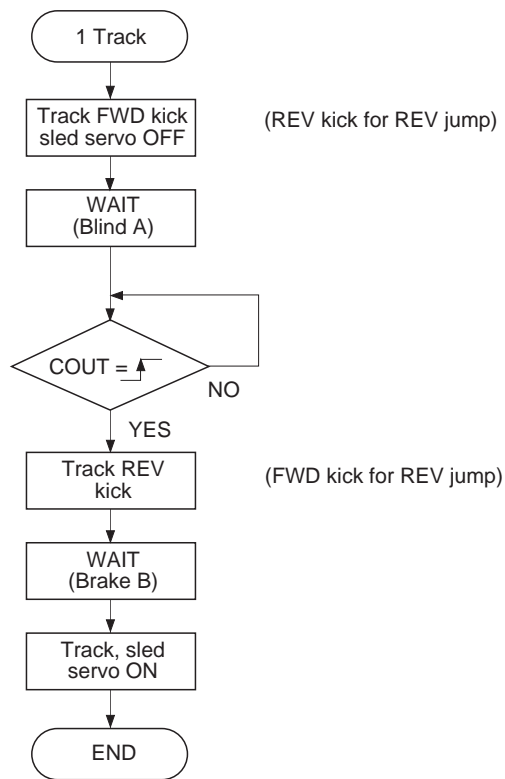 1 Track
Track FWD kick
sled servo OFF
(REV kick for REV jump)
WAIT
(Blind A)
COUT =
NO
YES
Track REV
kick
(FWD kick for REV jump)
WAIT
(Brake B)
Track, sled
servo ON
END